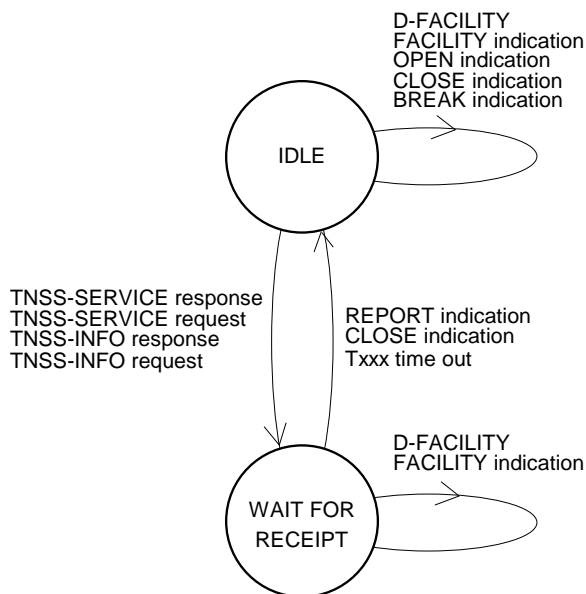 D-FACILITY
FACILITY indication
OPEN indication
CLOSE indication
BREAK indication
IDLE
TNSS-SERVICE response
TNSS-SERVICE request
TNSS-INFO response
TNSS-INFO request
REPORT indication
CLOSE indication
Txxx time out
D-FACILITY
FACILITY indication
WAIT FOR
RECEIPT